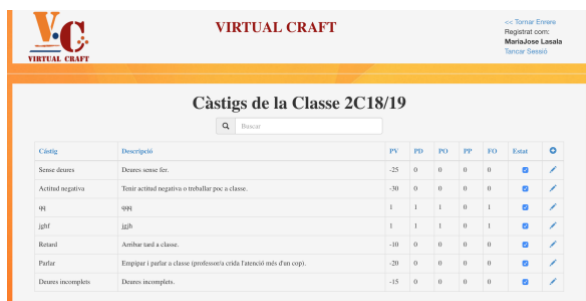 VC
VIRTUAL CRAFT
VIRTUAL CRAFT
<< Tornar Enrere
Registrat com:
MariaJose Lasala
Tancar Sessió
Càstigs de la Classe 2C18/19
Buscar
Càstig Descripció PV PD PO PP FO Estat
Sense deures Deures sense fer. -25 0 0 0 0
Actitud negativa Tenir actitud negativa o treballar poc a classe. -30 0 0 0 0
qq qqq 1 1 1 0 1
jghf 1 1 1 0 1
Retard Arribar tard a classe. -10 0 0 0 0
Parlar Empipar i parlar a classe (professor/a crida l'atenció més d'un cop). -20 0 0 0 0
Deures incomplets Deures incomplets. -15 0 0 0 0